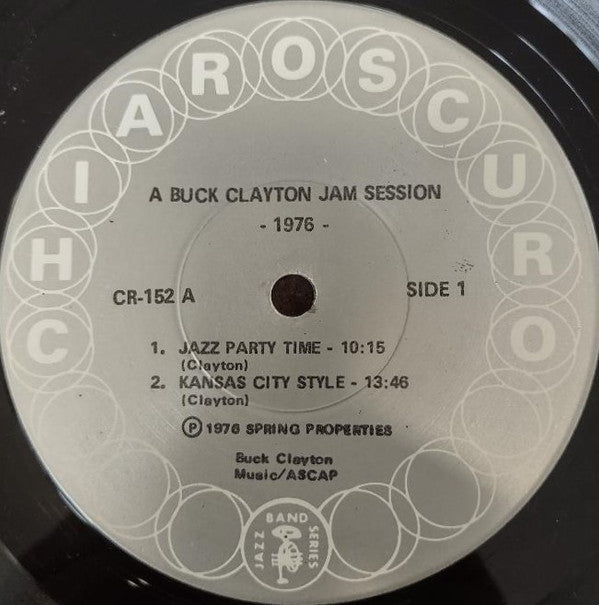 CHIAROSCURO
A BUCK CLAYTON JAM SESSION
- 1976 -
CR-152 A
SIDE 1
1. JAZZ PARTY TIME - 10:15
(Clayton)
2. KANSAS CITY STYLE - 13:46
(Clayton)
Ⓟ 1976 SPRING PROPERTIES
Buck Clayton
Music/ASCAP
JAZZ BAND SERIES